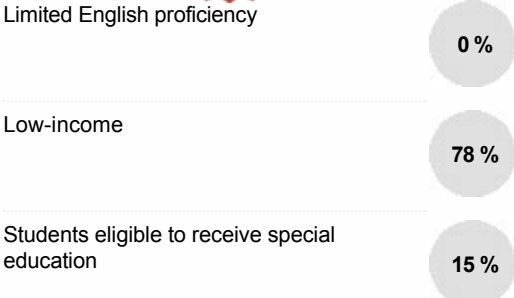 Limited English proficiency
0 %
Low-income
78 %
Students eligible to receive special
education
15 %